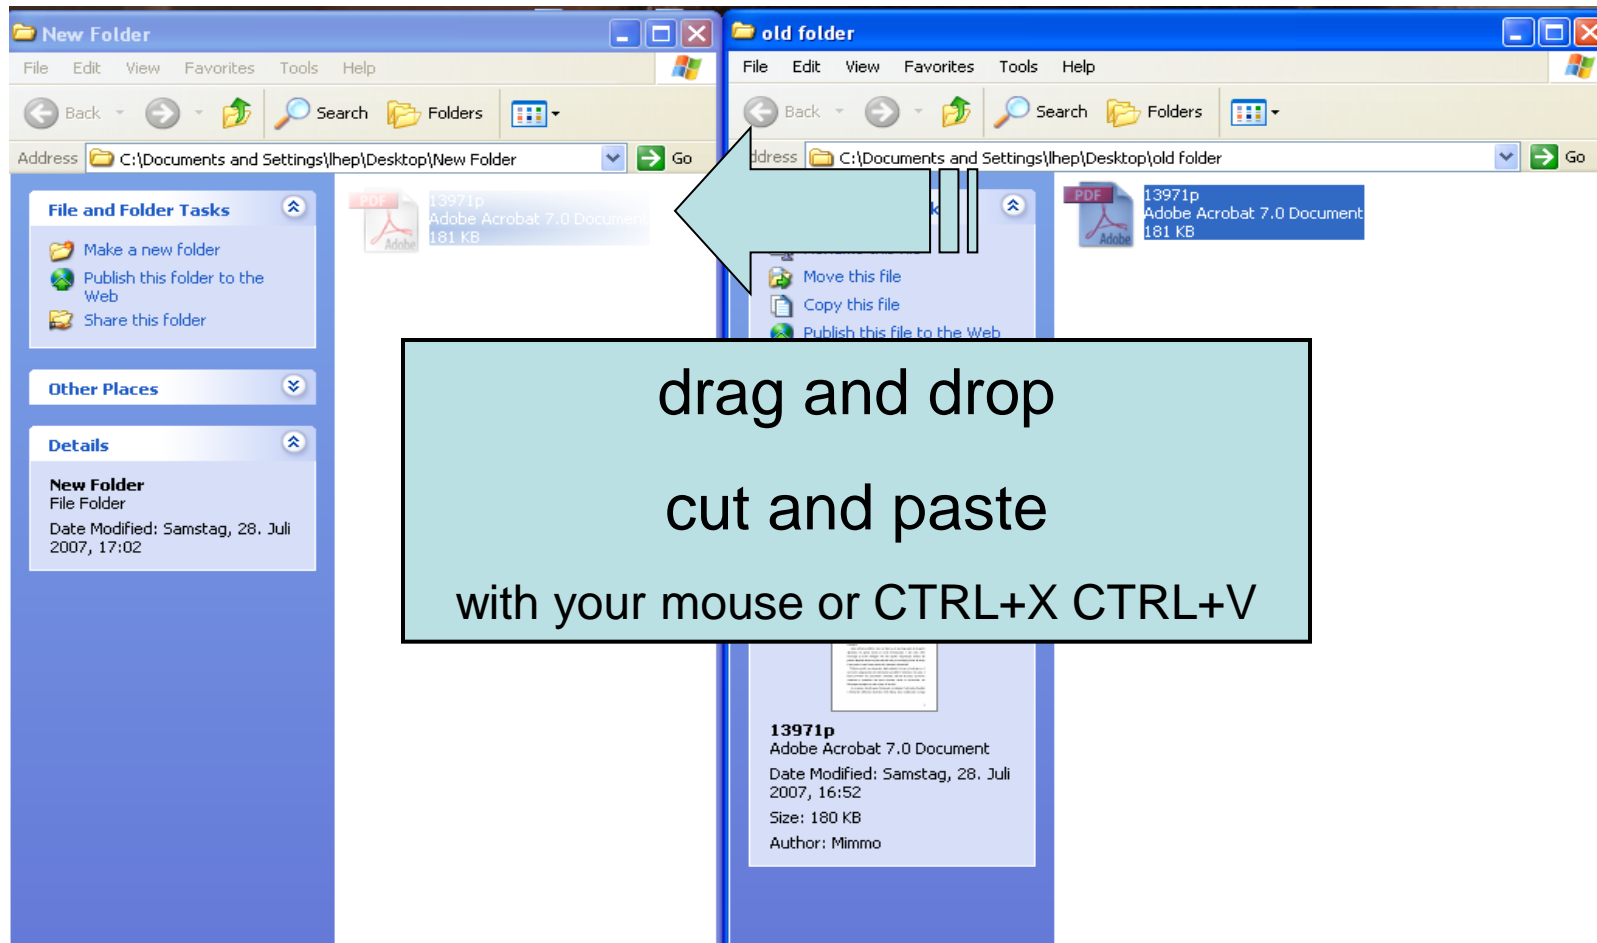 New Folder
File Edit View Favorites Tools Help
Back Search Folders
Address C:\Documents and Settings\lhep\Desktop\New Folder Go
File and Folder Tasks
Make a new folder
Publish this folder to the
Web
Share this folder
Other Places
Details
New Folder
File Folder
Date Modified: Samstag, 28. Juli
2007, 17:02
PDF
Adobe
13971p
Adobe Acrobat 7.0 Document
181 KB
old folder
File Edit View Favorites Tools Help
Back Search Folders
ddress C:\Documents and Settings\lhep\Desktop\old folder Go
Move this file
Copy this file
Publish this file to the Web
PDF
Adobe
13971p
Adobe Acrobat 7.0 Document
181 KB
drag and drop
cut and paste
with your mouse or CTRL+X CTRL+V
13971p
Adobe Acrobat 7.0 Document
Date Modified: Samstag, 28. Juli
2007, 16:52
Size: 180 KB
Author: Mimmo